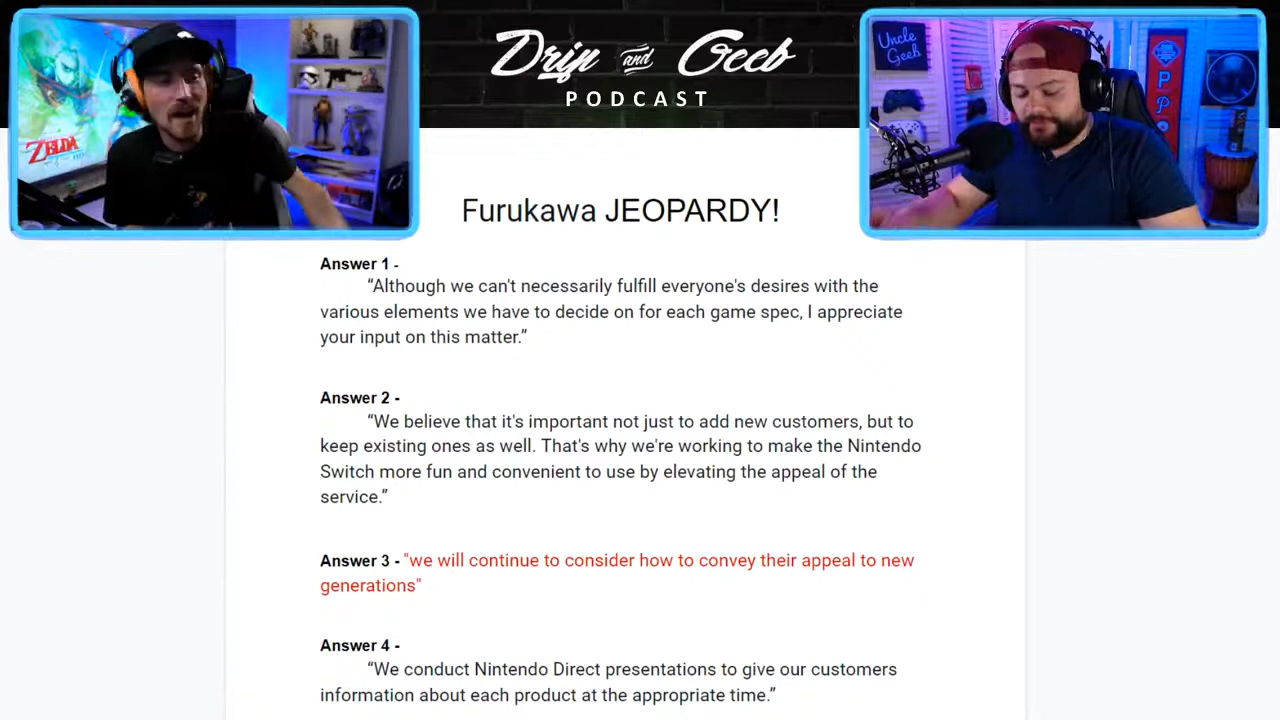 Drip and Geeb
PODCAST
Uncle
Geeb
ZELDA
HD
P
P
Furukawa JEOPARDY!
Answer 1 -
“Although we can't necessarily fulfill everyone's desires with the
various elements we have to decide on for each game spec, I appreciate
your input on this matter.”
Answer 2 -
“We believe that it's important not just to add new customers, but to
keep existing ones as well. That's why we're working to make the Nintendo
Switch more fun and convenient to use by elevating the appeal of the
service.”
Answer 3 - "we will continue to consider how to convey their appeal to new
generations"
Answer 4 -
“We conduct Nintendo Direct presentations to give our customers
information about each product at the appropriate time.”